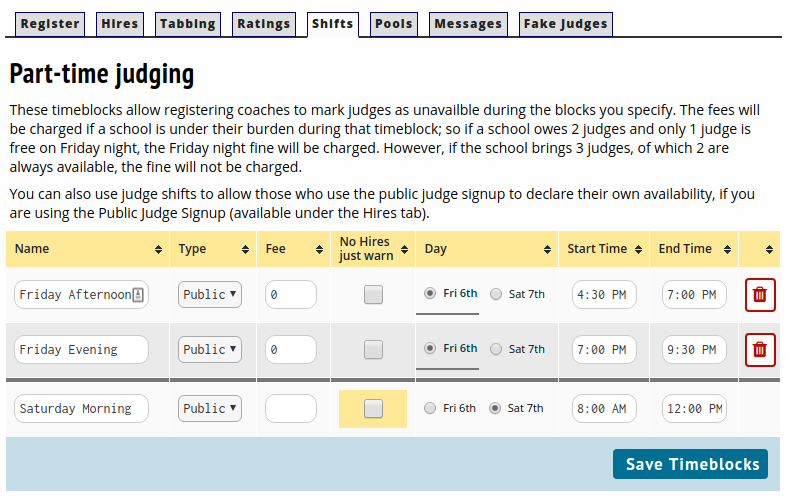 Register Hires Tabbing Ratings Shifts Pools Messages Fake Judges
Part-time judging
These timeblocks allow registering coaches to mark judges as unavailble during the blocks you specify. The fees will
be charged if a school is under their burden during that timeblock; so if a school owes 2 judges and only 1 judge is
free on Friday night, the Friday night fine will be charged. However, if the school brings 3 judges, of which 2 are
always available, the fine will not be charged.
You can also use judge shifts to allow those who use the public judge signup to declare their own availability, if you
are using the Public Judge Signup (available under the Hires tab).
Name Type Fee No Hires just warn Day Start Time End Time
Friday Afternoon Public 0 Fri 6th Sat 7th 4:30 PM 7:00 PM
Friday Evening Public 0 Fri 6th Sat 7th 7:00 PM 9:30 PM
Saturday Morning Public Fri 6th Sat 7th 8:00 AM 12:00 PM
Save Timeblocks